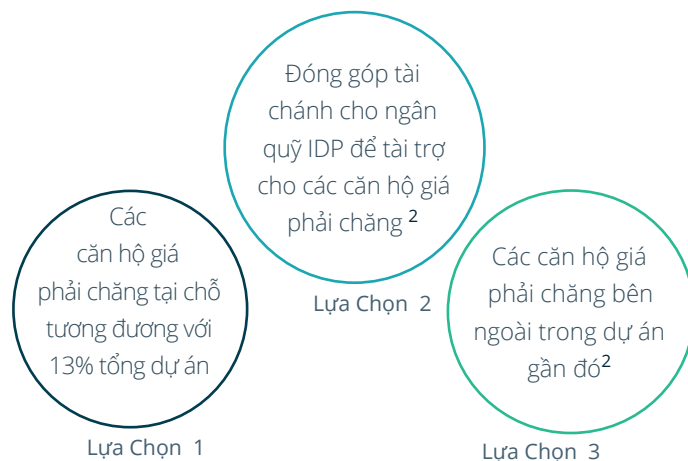 Các
căn hộ giá
phải chăng tại chỗ
tương đương với
13% tổng dự án
Lựa Chọn 1
Đóng góp tài
chánh cho ngân
quỹ IDP để tài trợ
cho các căn hộ giá
phải chăng ²
Lựa Chọn 2
Các căn hộ giá
phải chăng bên
ngoài trong dự án
gần đó²
Lựa Chọn 3